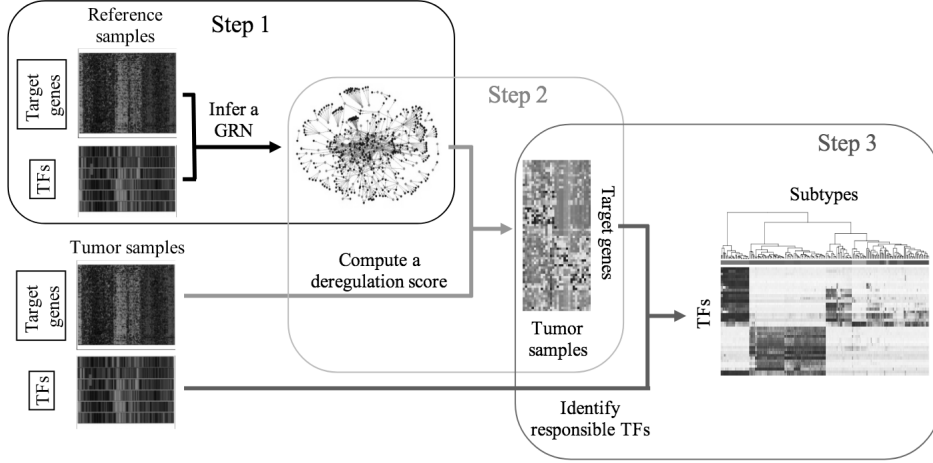 Reference
samples
Step 1
Target
genes
TFs
Infer a
GRN
Step 2
Step 3
Target genes
Tumor
samples
Subtypes
TFs
Tumor samples
Target
genes
TFs
Compute a
deregulation score
Identify
responsible TFs